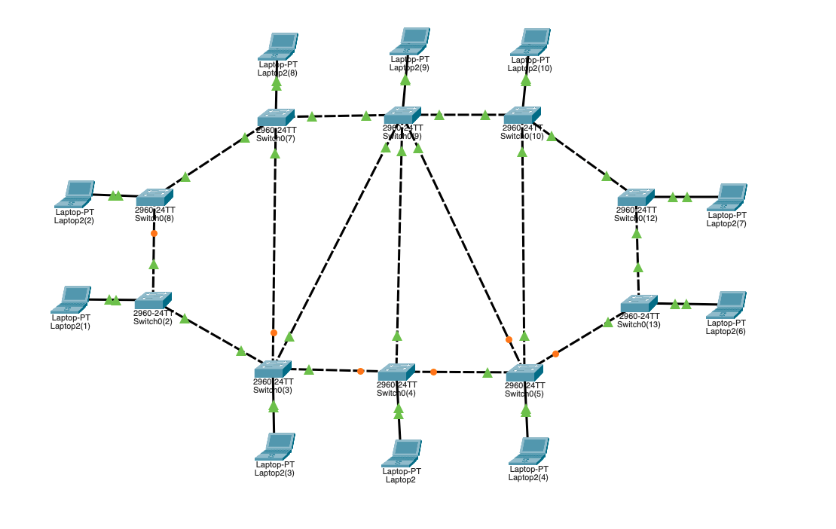 Laptop-PT
Laptop2(8)
Laptop-PT
Laptop2(9)
Laptop-PT
Laptop2(10)
2960-24TT
Switch0(7)
2960-24TT
Switch0(9)
2960-24TT
Switch0(10)
Laptop-PT
Laptop2(2)
2960-24TT
Switch0(8)
2960-24TT
Switch0(12)
Laptop-PT
Laptop2(7)
Laptop-PT
Laptop2(1)
2960-24TT
Switch0(2)
2960-24TT
Switch0(13)
Laptop-PT
Laptop2(6)
2960-24TT
Switch0(3)
2960-24TT
Switch0(4)
2960-24TT
Switch0(5)
Laptop-PT
Laptop2(3)
Laptop-PT
Laptop2
Laptop-PT
Laptop2(4)